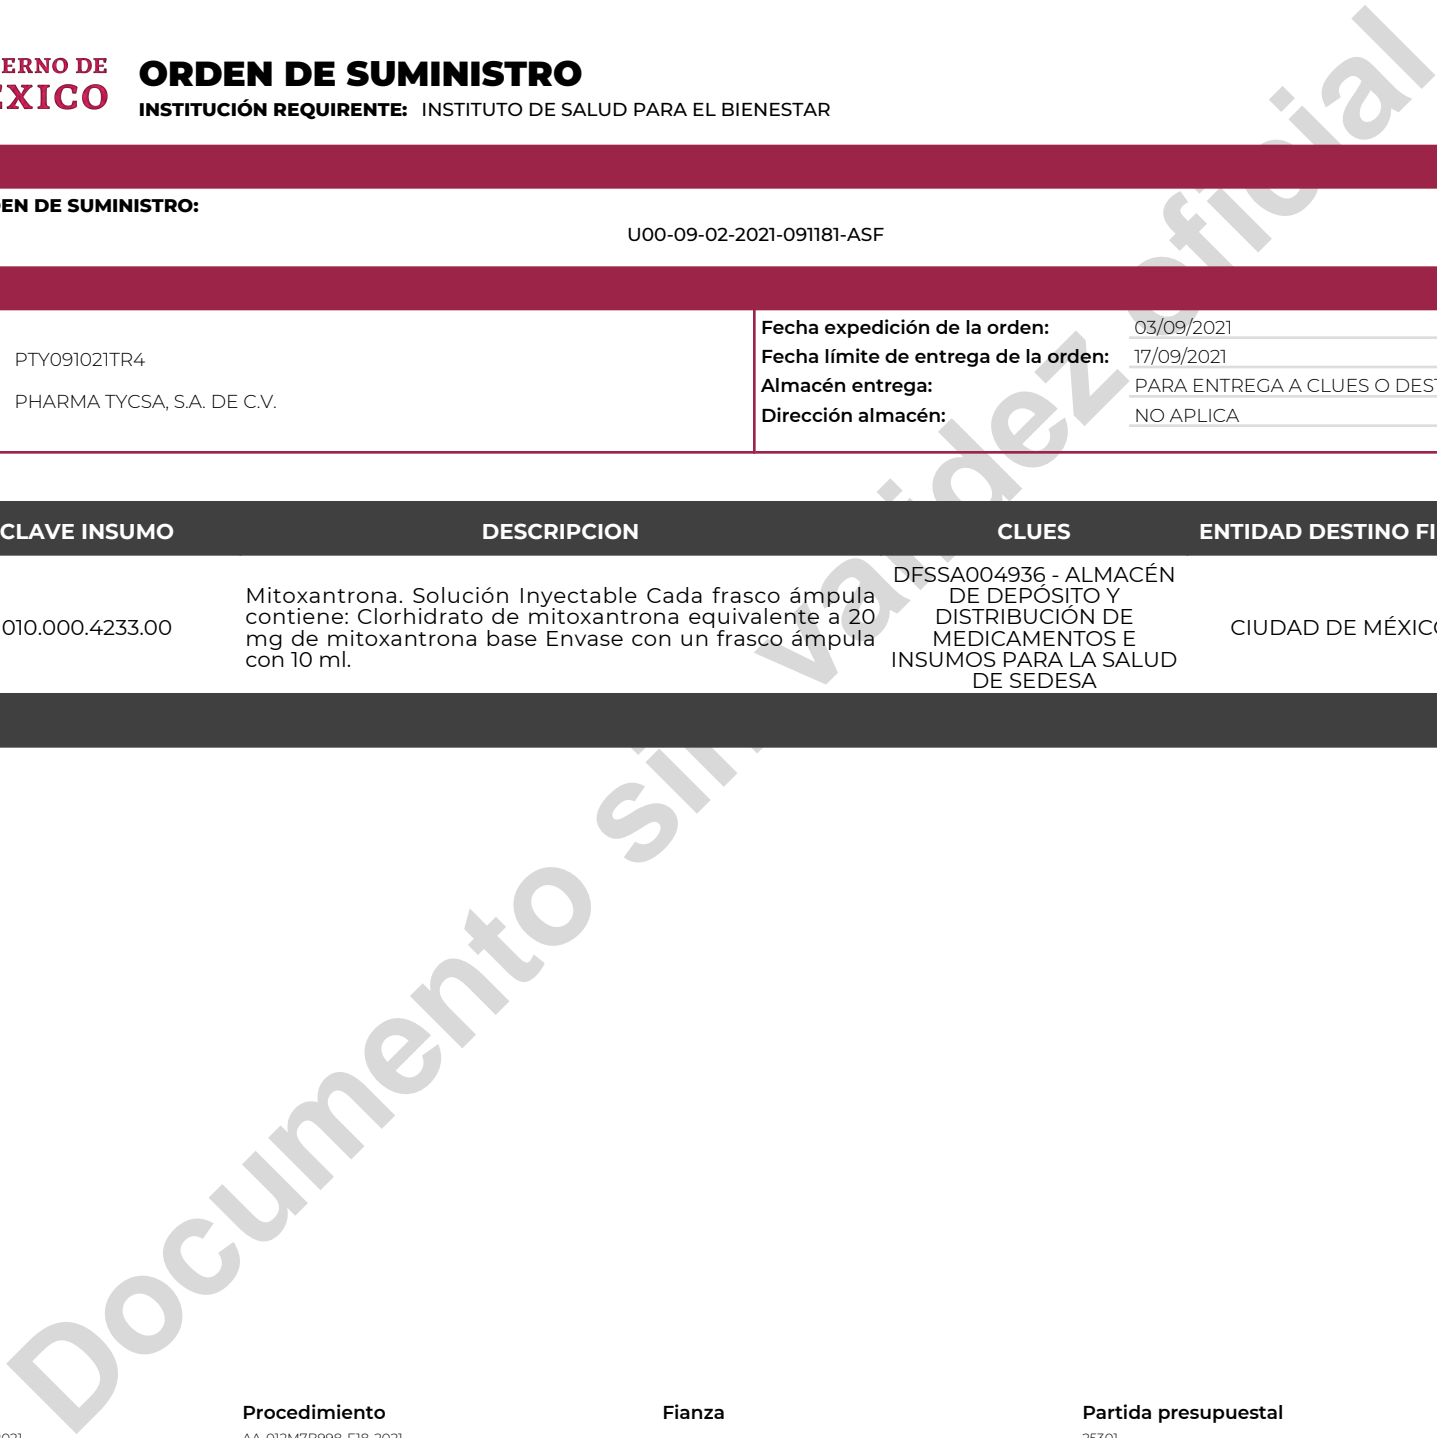 ERNO DE
EXICO
ORDEN DE SUMINISTRO
INSTITUCIÓN REQUIRENTE: INSTITUTO DE SALUD PARA EL BIENESTAR
EN DE SUMINISTRO:
U00-09-02-2021-091181-ASF
PTY091021TR4
PHARMA TYCSA, S.A. DE C.V.
Fecha expedición de la orden: 03/09/2021
Fecha límite de entrega de la orden: 17/09/2021
Almacén entrega: PARA ENTREGA A CLUES O DEST
Dirección almacén: NO APLICA
CLAVE INSUMO DESCRIPCION CLUES ENTIDAD DESTINO FI
010.000.4233.00
Mitoxantrona. Solución Inyectable Cada frasco ámpula
contiene: Clorhidrato de mitoxantrona equivalente a 20
mg de mitoxantrona base Envase con un frasco ámpula
con 10 ml.
DFSSA004936 - ALMACÉN
DE DEPÓSITO Y
DISTRIBUCIÓN DE
MEDICAMENTOS E
INSUMOS PARA LA SALUD
DE SEDESA
CIUDAD DE MÉXICO
Documento sin validez oficial
Procedimiento Fianza Partida presupuestal